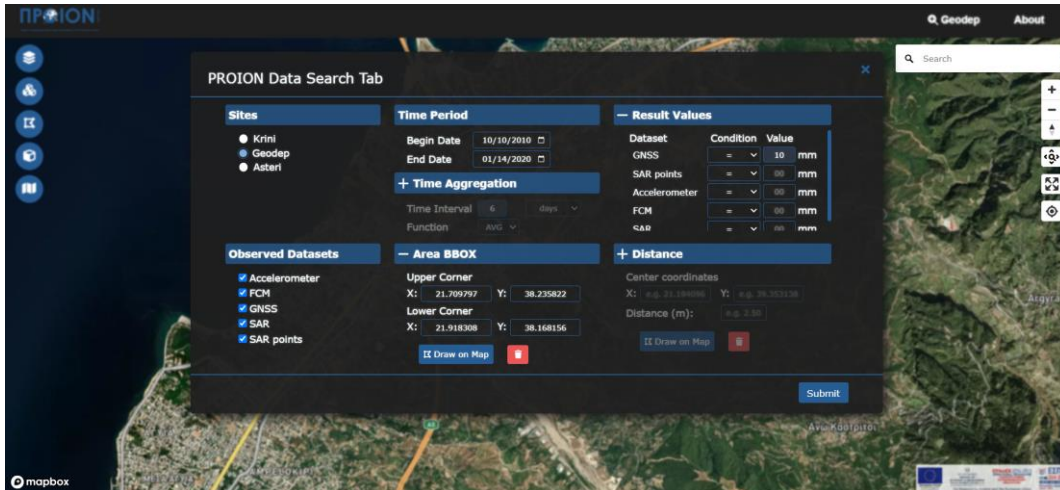 ΠΡΟΙΟΝ
Geodep
About
Search
PROION Data Search Tab
×
Sites
Krini
Geodep
Asteri
Time Period
Begin Date 10/10/2010
End Date 01/14/2020
+ Time Aggregation
Time Interval 6 days
Function AVG
— Result Values
Dataset Condition Value
GNSS = 10 mm
SAR points = 00 mm
Accelerometer = 00 mm
FCM = 00 mm
SAR = 00 mm
Observed Datasets
Accelerometer
FCM
GNSS
SAR
SAR points
— Area BBOX
Upper Corner
X: 21.709797 Y: 38.235822
Lower Corner
X: 21.918308 Y: 38.168156
Draw on Map
+ Distance
Center coordinates
X: e.g. Y: e.g.
Distance (m): e.g. 2.50
Draw on Map
Submit
Argyra
Άνω Καστρίτσι
mapbox